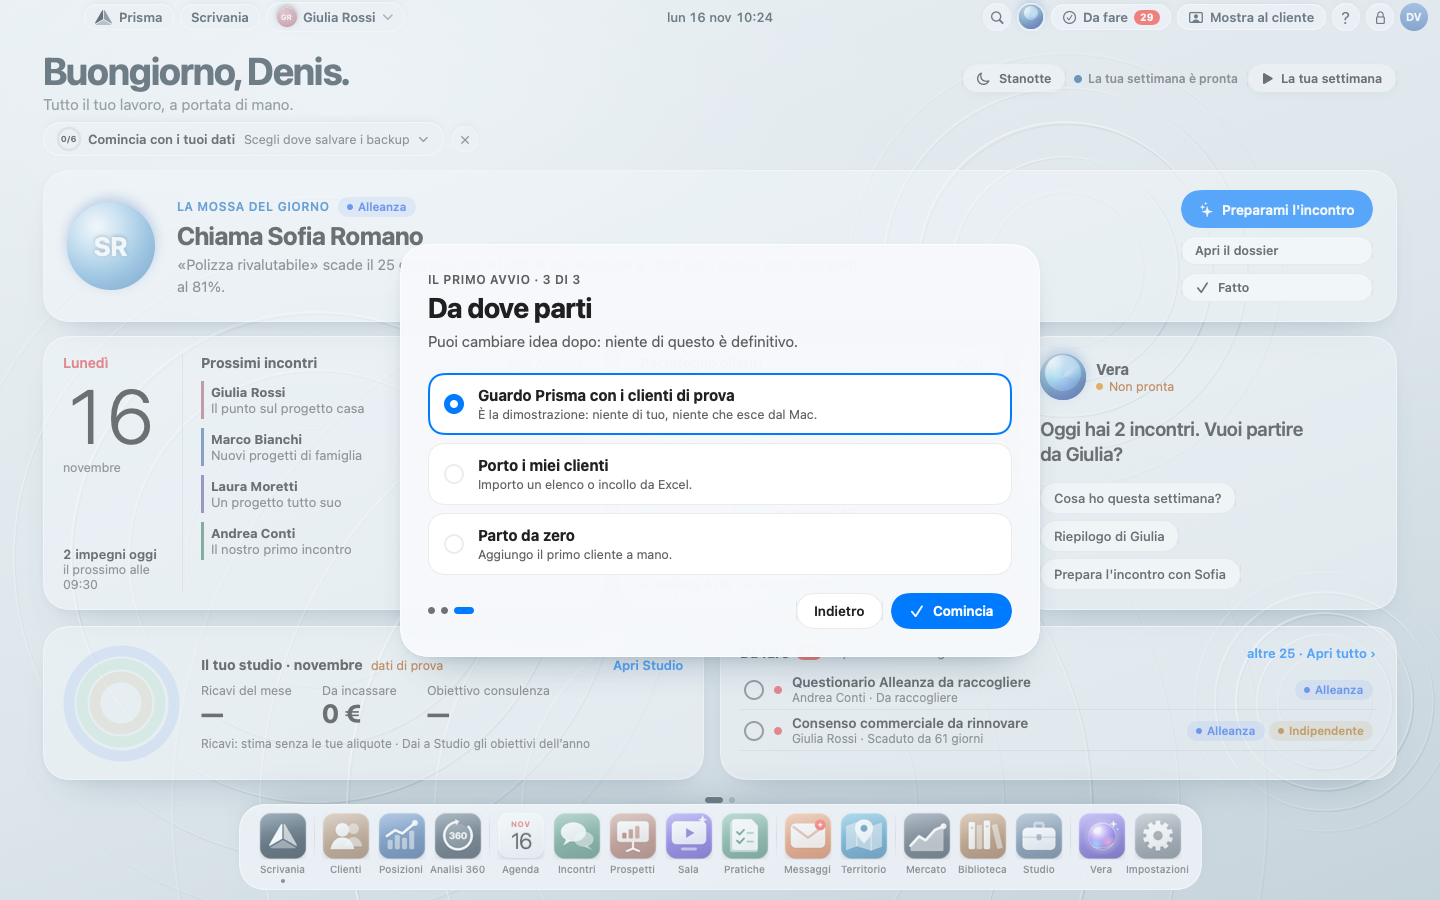 Prisma
Scrivania
GR
Giulia Rossi
lun 16 nov 10:24
Da fare 29
Mostra al cliente
?
DV
Buongiorno, Denis.
Tutto il tuo lavoro, a portata di mano.
Stanotte
La tua settimana è pronta
La tua settimana
0/6 Comincia con i tuoi dati Scegli dove salvare i backup
SR
LA MOSSA DEL GIORNO Alleanza
Chiama Sofia Romano
«Polizza rivalutabile» scade il 25
al 81%.
Preparami l'incontro
Apri il dossier
Fatto
IL PRIMO AVVIO · 3 DI 3
Da dove parti
Puoi cambiare idea dopo: niente di questo è definitivo.
Guardo Prisma con i clienti di prova
È la dimostrazione: niente di tuo, niente che esce dal Mac.
Porto i miei clienti
Importo un elenco o incollo da Excel.
Parto da zero
Aggiungo il primo cliente a mano.
Indietro
Comincia
Lunedì
16
novembre
2 impegni oggi
il prossimo alle
09:30
Prossimi incontri
Giulia Rossi
Il punto sul progetto casa
Marco Bianchi
Nuovi progetti di famiglia
Laura Moretti
Un progetto tutto suo
Andrea Conti
Il nostro primo incontro
Vera
Non pronta
Oggi hai 2 incontri. Vuoi partire
da Giulia?
Cosa ho questa settimana?
Riepilogo di Giulia
Prepara l'incontro con Sofia
Il tuo studio · novembre dati di prova
Apri Studio
Ricavi del mese
—
Da incassare
0 €
Obiettivo consulenza
—
Ricavi: stima senza le tue aliquote · Dai a Studio gli obiettivi dell'anno
altre 25 · Apri tutto ›
Questionario Alleanza da raccogliere
Andrea Conti · Da raccogliere
Alleanza
Consenso commerciale da rinnovare
Giulia Rossi · Scaduto da 61 giorni
Alleanza
Indipendente
360
NOV
16
Scrivania
Clienti
Posizioni
Analisi 360
Agenda
Incontri
Prospetti
Sala
Pratiche
Messaggi
Territorio
Mercato
Biblioteca
Studio
Vera
Impostazioni